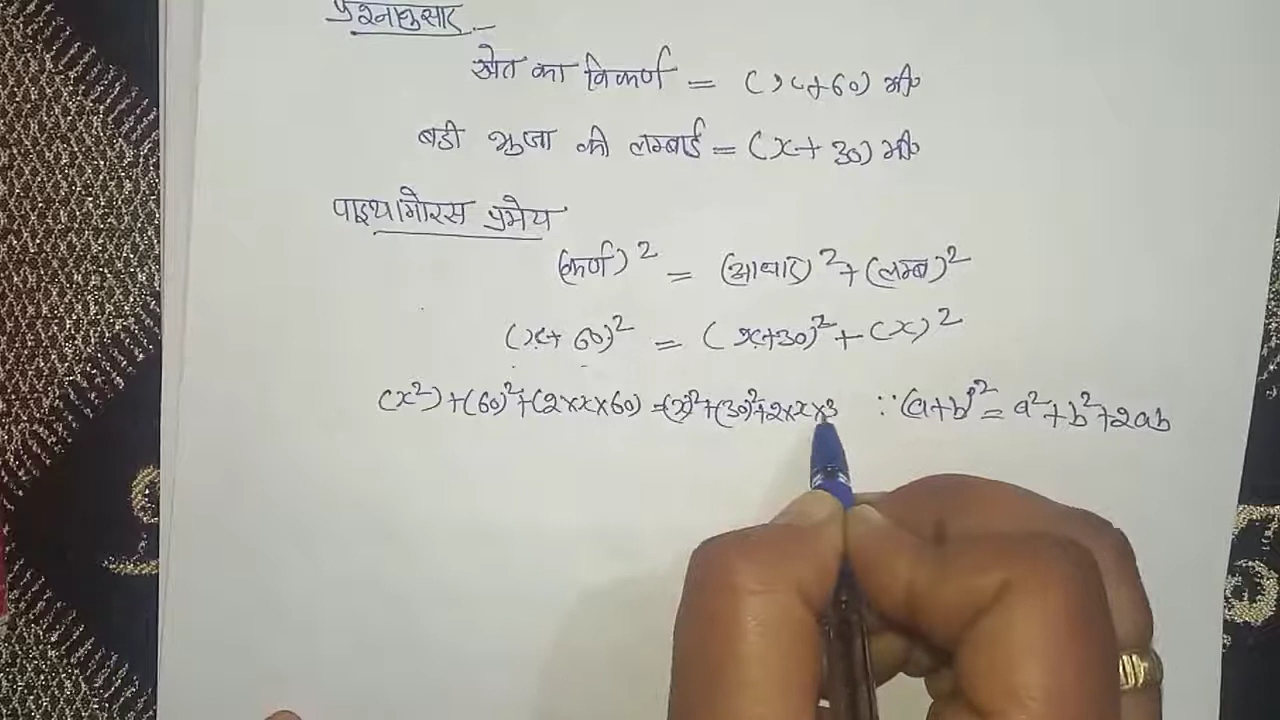 प्रश्नानुसार -
खेत का विकर्ण = (x+60) मी०
बडी भुजा की लम्बाई = (x+ 30) मी०
पाइथागोरस प्रमेय
(कर्ण)² = (आधार)²+(लम्ब)²
(x+ 60)² = (x+30)²+(x)²
(x²)+(60)²+(2×x×60) =(x)²+(30)²+2×x×3 ∵(a+b)²= a²+b²+2ab